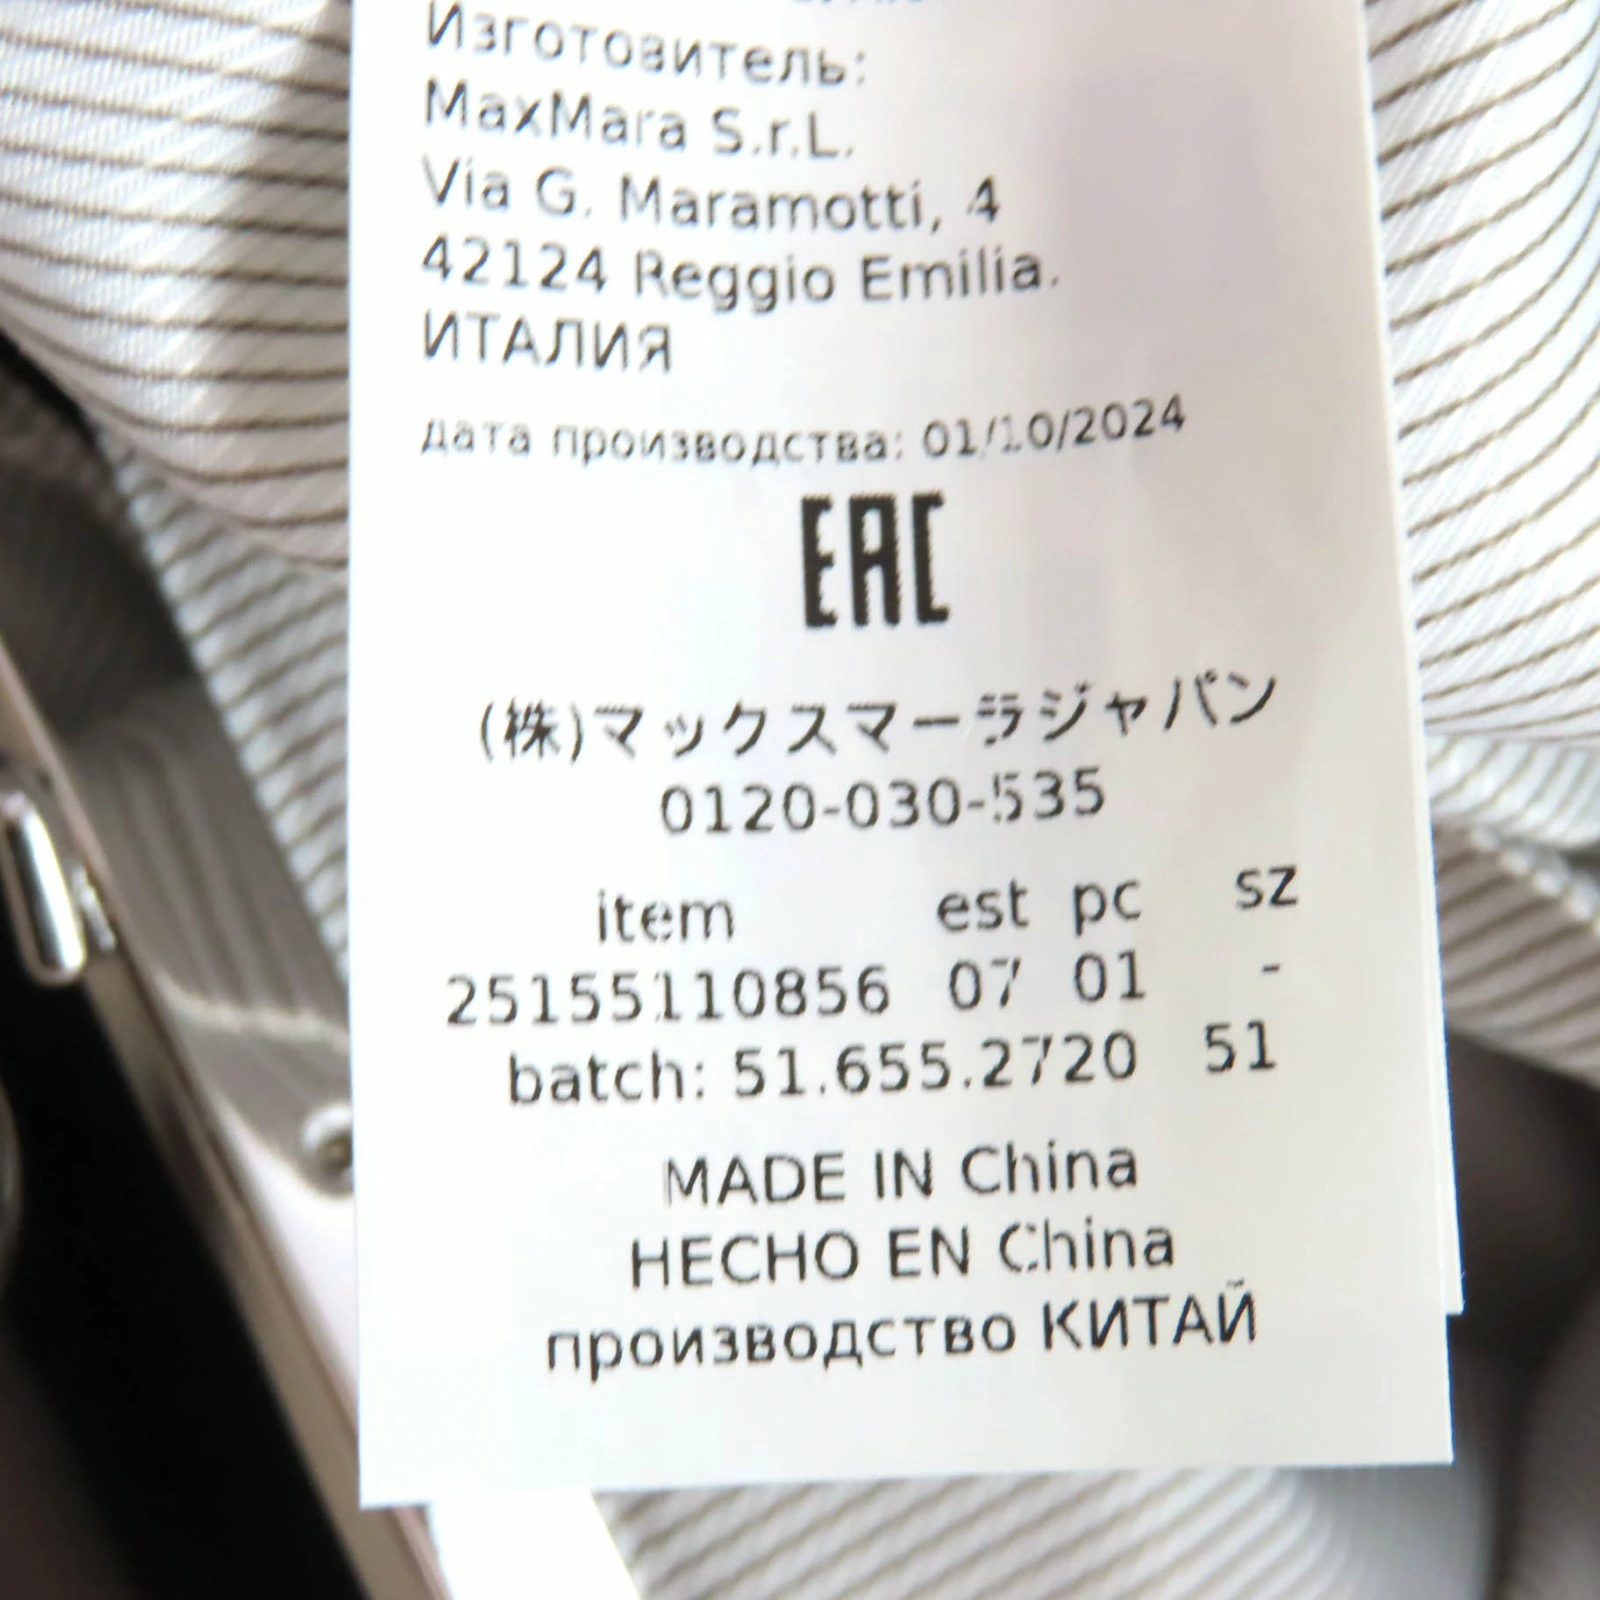 Изготовитель:
MaxMara S.r.L.
Via G. Maramotti, 4
42124 Reggio Emilia.
ИТАЛИЯ
дата производства: 01/10/2024
EAC
(株)マックスマーラジャパン
0120-030-535
item est pc sz
25155110856 07 01 -
batch: 51.655.2720 51
MADE IN China
HECHO EN China
производство КИТАЙ